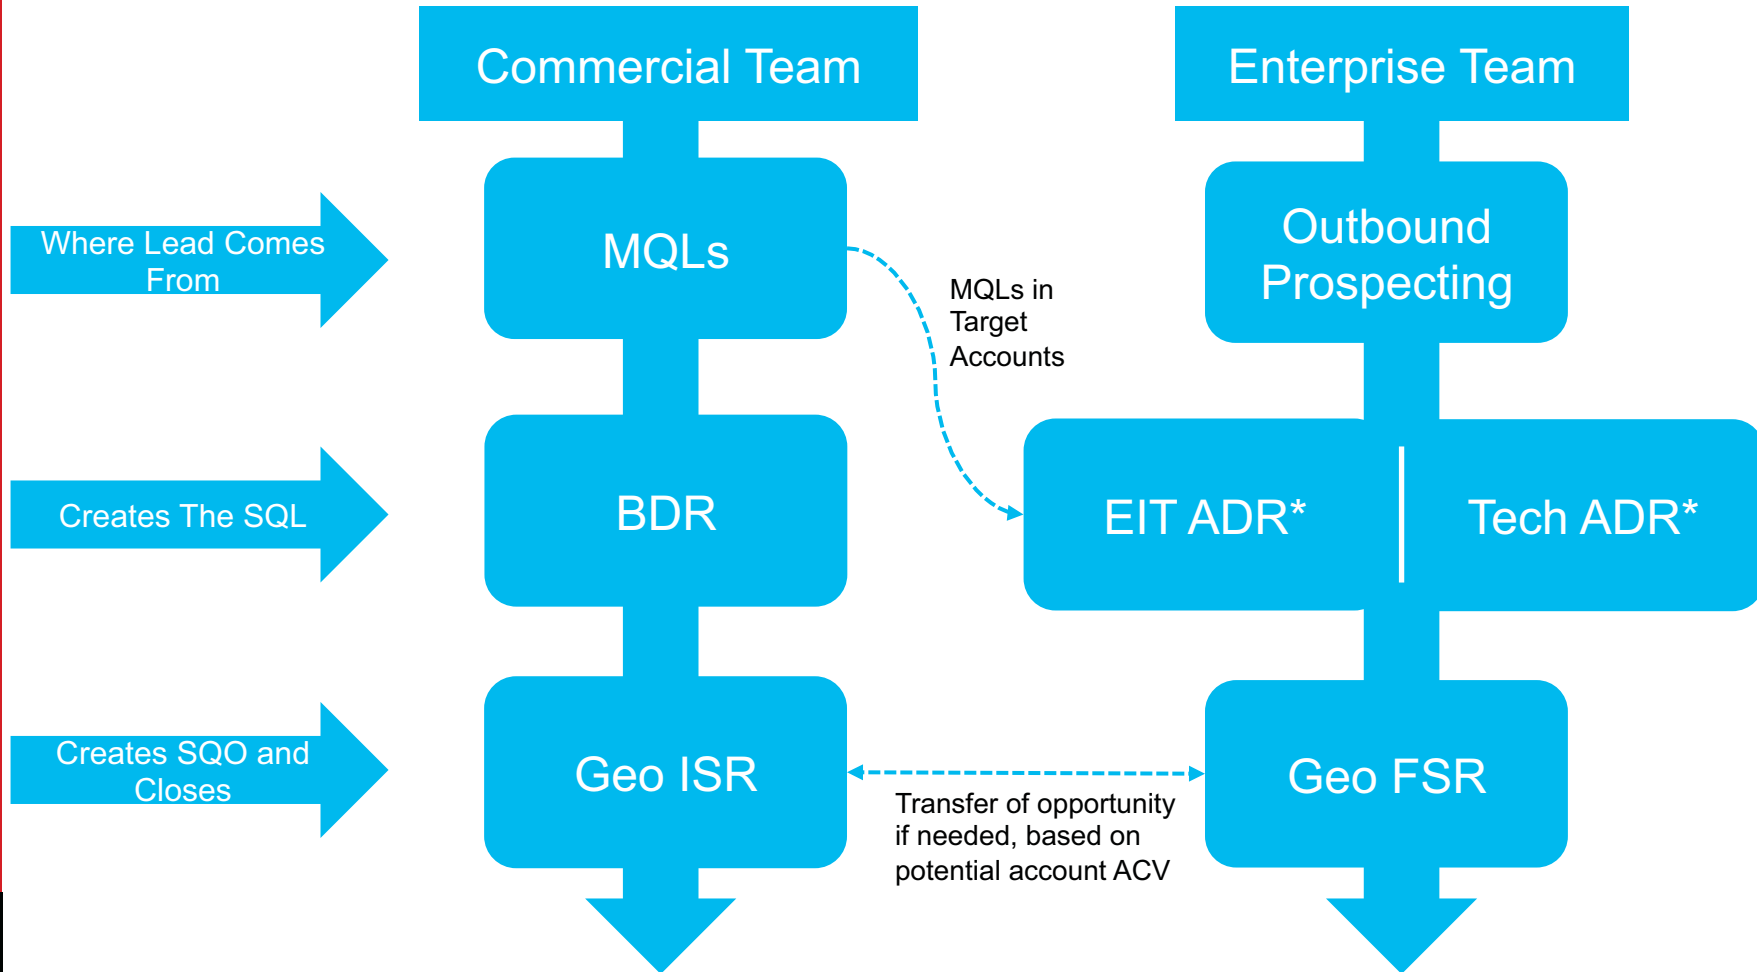 Commercial Team
Enterprise Team
Where Lead Comes
From
MQLs
MQLs in
Target
Accounts
Outbound
Prospecting
Creates The SQL
BDR
EIT ADR*
Tech ADR*
Creates SQO and
Closes
Geo ISR
Transfer of opportunity
if needed, based on
potential account ACV
Geo FSR